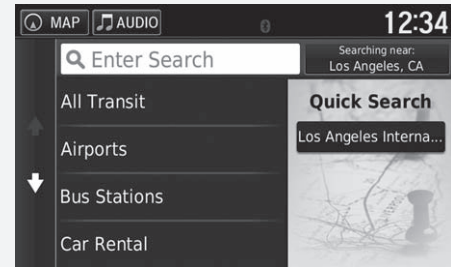 MAP AUDIO 12:34
Enter Search
Searching near:
Los Angeles, CA
All Transit
Airports
Bus Stations
Car Rental
Quick Search
Los Angeles Interna...